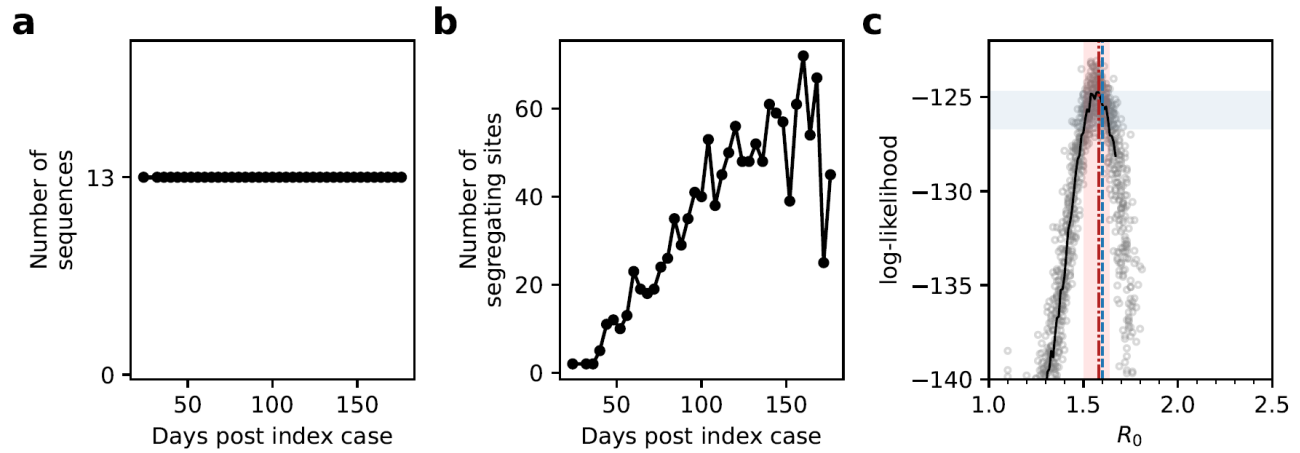 a
Number of
sequences
13
0
50
100
150
Days post index case
b
Number of
segregating sites
60
40
20
0
50
100
150
Days post index case
c
log-likelihood
−125
−130
−135
−140
1.0
1.5
2.0
2.5
R0